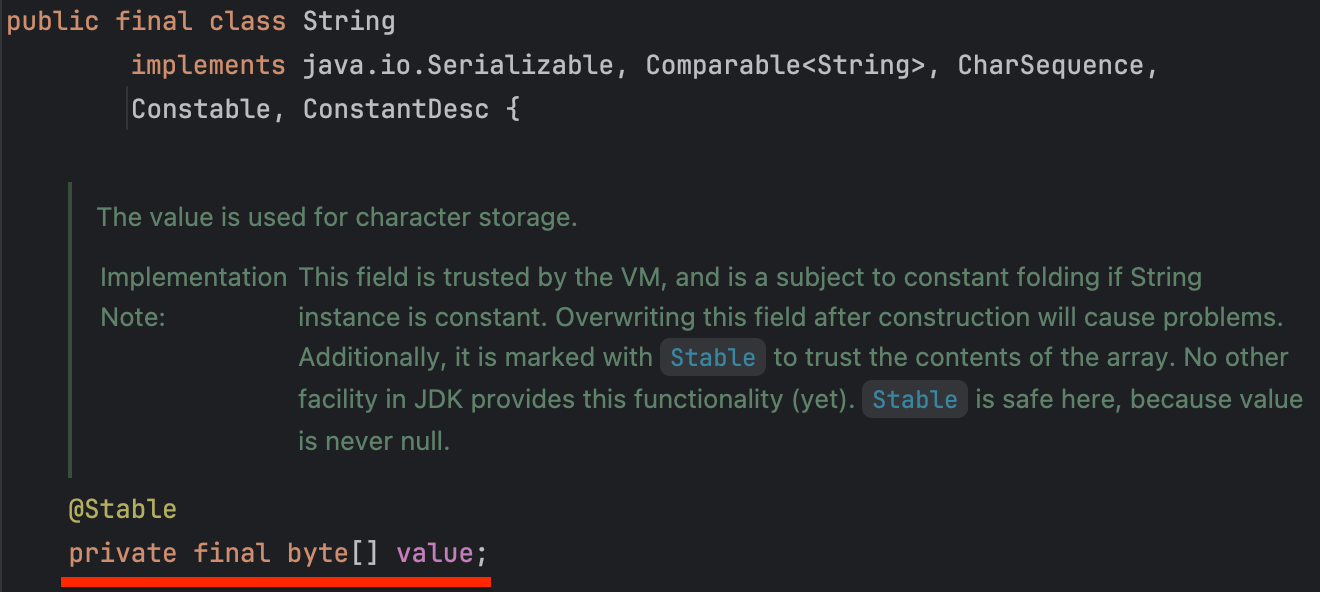 public final class String
implements java.io.Serializable, Comparable<String>, CharSequence,
Constable, ConstantDesc {
The value is used for character storage.
Implementation This field is trusted by the VM, and is a subject to constant folding if String
Note: instance is constant. Overwriting this field after construction will cause problems.
Additionally, it is marked with Stable to trust the contents of the array. No other
facility in JDK provides this functionality (yet). Stable is safe here, because value
is never null.
@Stable
private final byte[] value;